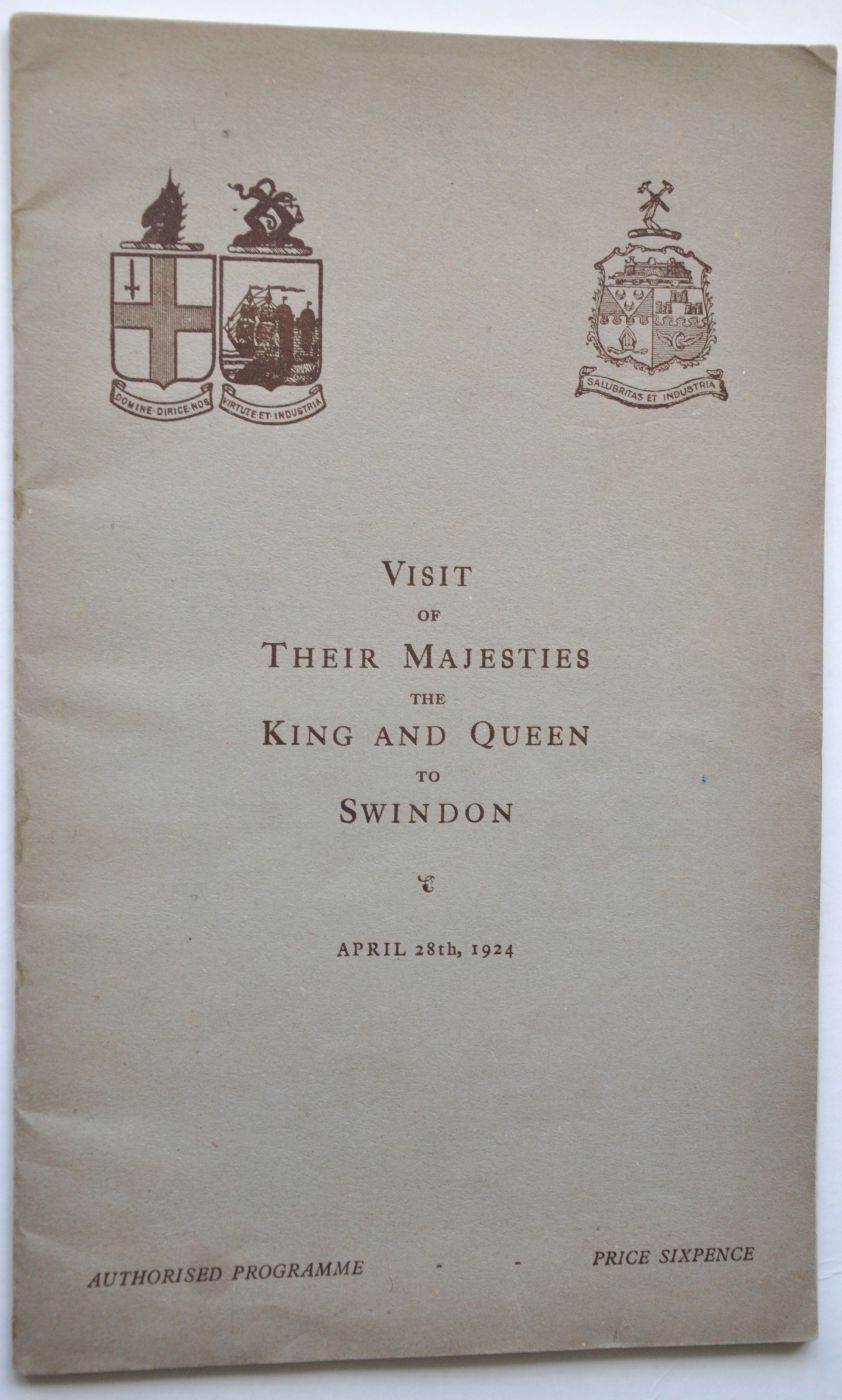 DOMINE·DIRIGE·NOS
VIRTUTE·ET·INDUSTRIA
SALUBRITAS ET INDUSTRIA
VISIT
OF
THEIR MAJESTIES
THE
KING AND QUEEN
TO
SWINDON
APRIL 28th, 1924
AUTHORISED PROGRAMME - - PRICE SIXPENCE